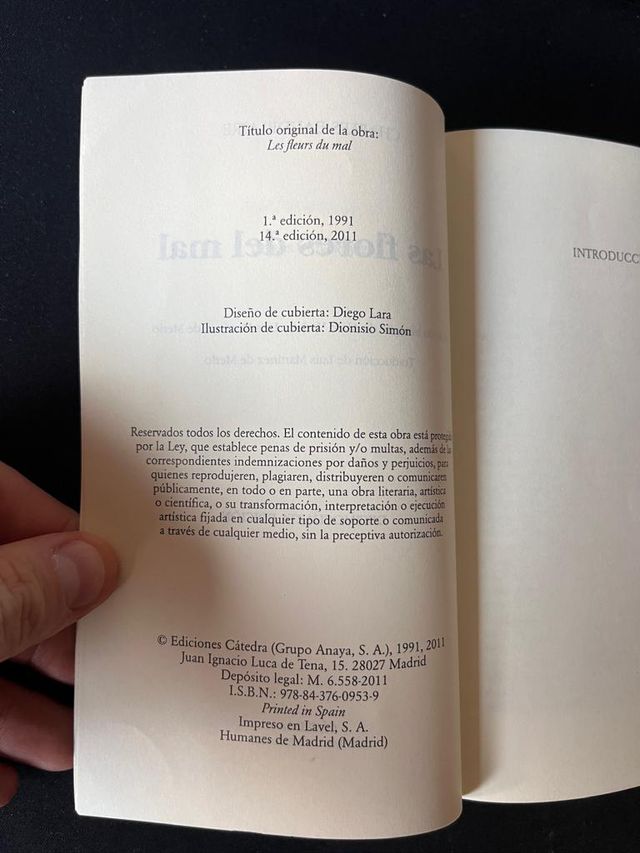 Título original de la obra:
Les fleurs du mal
1.ª edición, 1991
14.ª edición, 2011
Diseño de cubierta: Diego Lara
Ilustración de cubierta: Dionisio Simón
Reservados todos los derechos. El contenido de esta obra está
por la Ley, que establece penas de prisión y/o multas, además de
correspondientes indemnizaciones por daños y perjuicios, para
quienes reprodujeren, plagiaren, distribuyeren o comunicaren
públicamente, en todo o en parte, una obra literaria, artística
o científica, o su transformación, interpretación o ejecución
artística fijada en cualquier tipo de soporte o comunicada
a través de cualquier medio, sin la preceptiva autorización.
© Ediciones Cátedra (Grupo Anaya, S. A.), 1991, 2011
Juan Ignacio Luca de Tena, 15. 28027 Madrid
Depósito legal: M. 6.558-2011
I.S.B.N.: 978-84-376-0953-9
Printed in Spain
Impreso en Lavel, S. A.
Humanes de Madrid (Madrid)
INTRODUCC